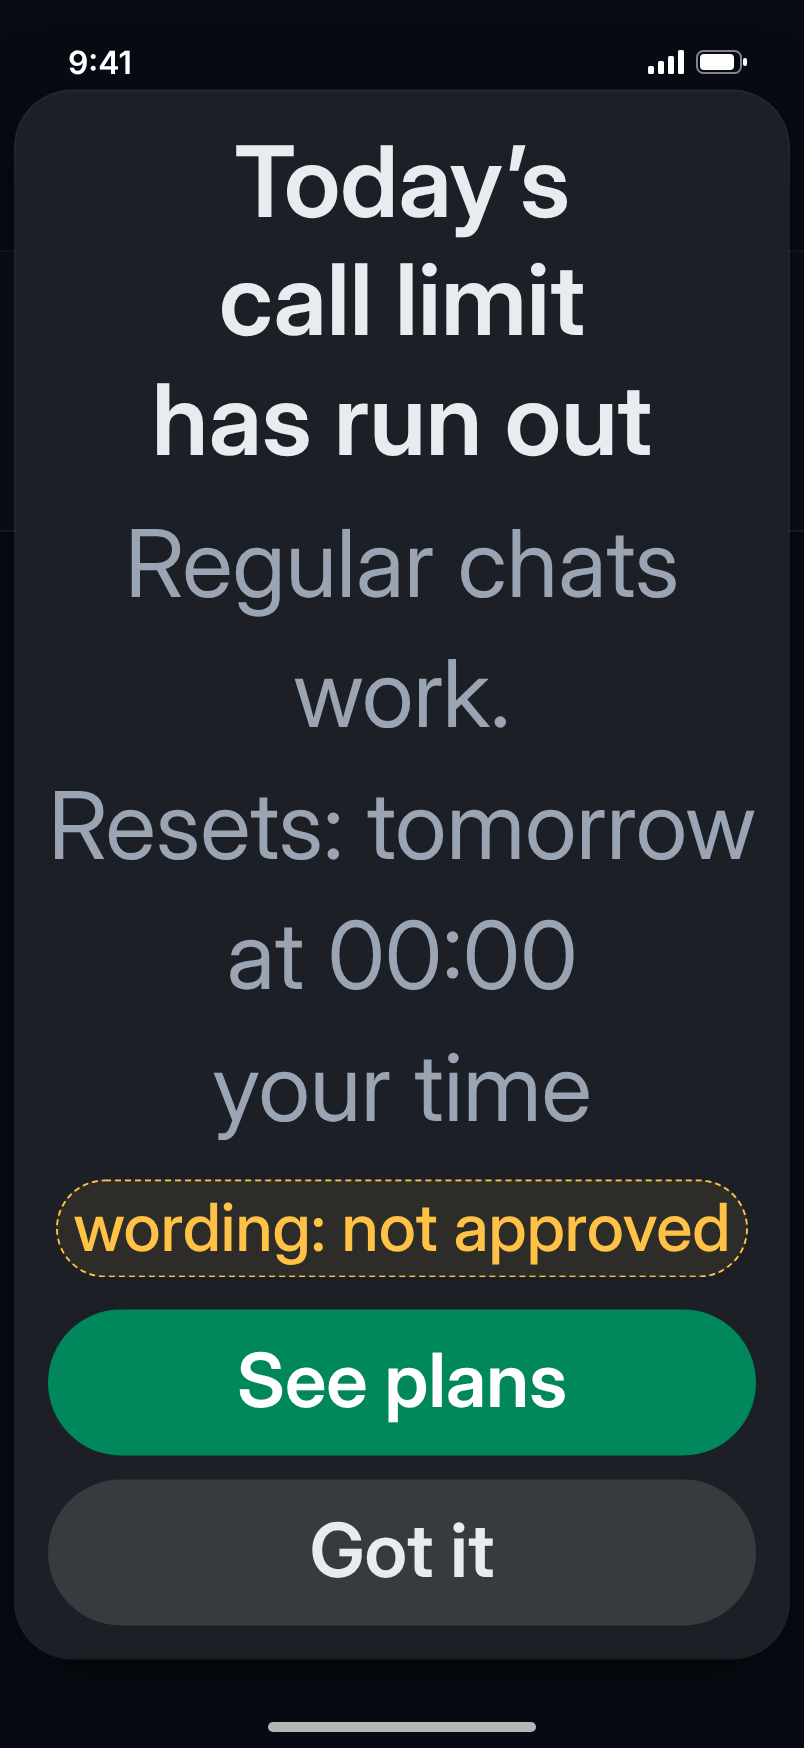 9:41
Today’s
call limit
has run out
Regular chats
work.
Resets: tomorrow
at 00:00
your time
wording: not approved
See plans
Got it